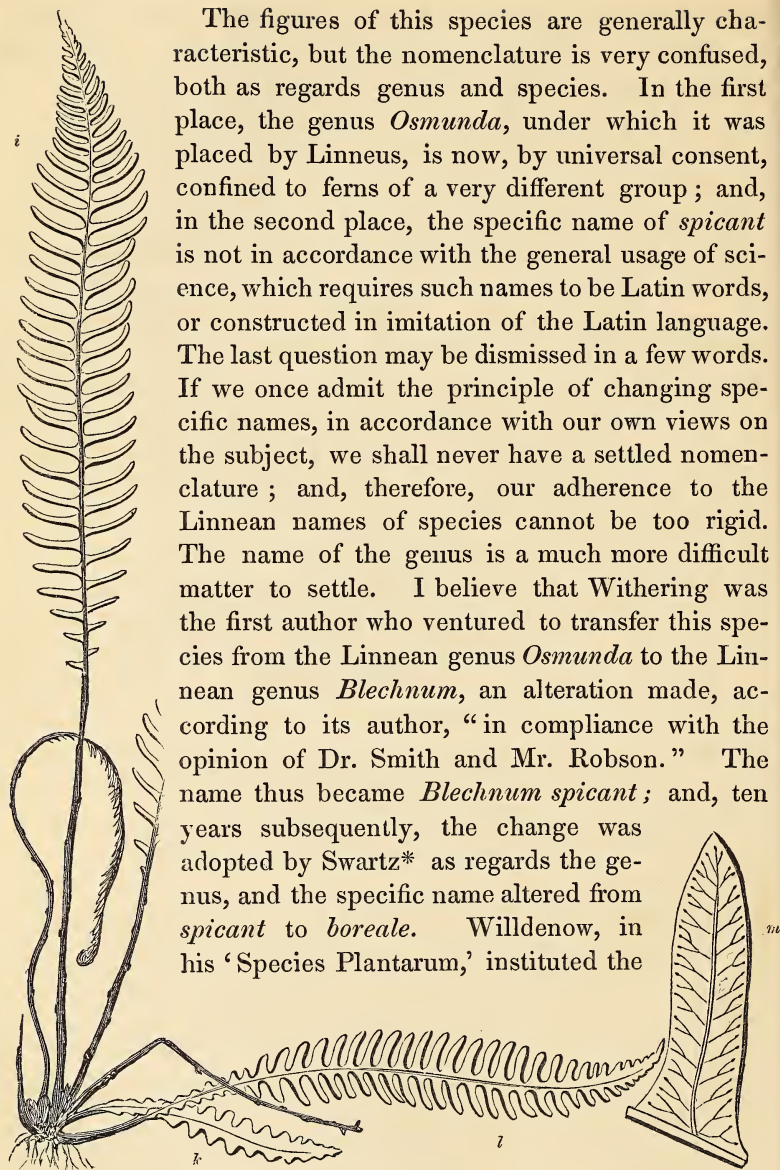 The figures of this species are generally cha-
racteristic, but the nomenclature is very confused,
both as regards genus and species. In the first
place, the genus Osmunda, under which it was
placed by Linneus, is now, by universal consent,
confined to ferns of a very different group ; and,
in the second place, the specific name of spicant
is not in accordance with the general usage of sci-
ence, which requires such names to be Latin words,
or constructed in imitation of the Latin language.
The last question may be dismissed in a few words.
If we once admit the principle of changing spe-
cific names, in accordance with our own views on
the subject, we shall never have a settled nomen-
clature ; and, therefore, our adherence to the
Linnean names of species cannot be too rigid.
The name of the genus is a much more difficult
matter to settle. I believe that Withering was
the first author who ventured to transfer this spe-
cies from the Linnean genus Osmunda to the Lin-
nean genus Blechnum, an alteration made, ac-
cording to its author, “ in compliance with the
opinion of Dr. Smith and Mr. Robson.” The
name thus became Blechnum spicant ; and, ten
years subsequently, the change was
adopted by Swartz* as regards the ge-
nus, and the specific name altered from
spicant to boreale. Willdenow, in
his ‘ Species Plantarum,’ instituted the
i
m
k
l